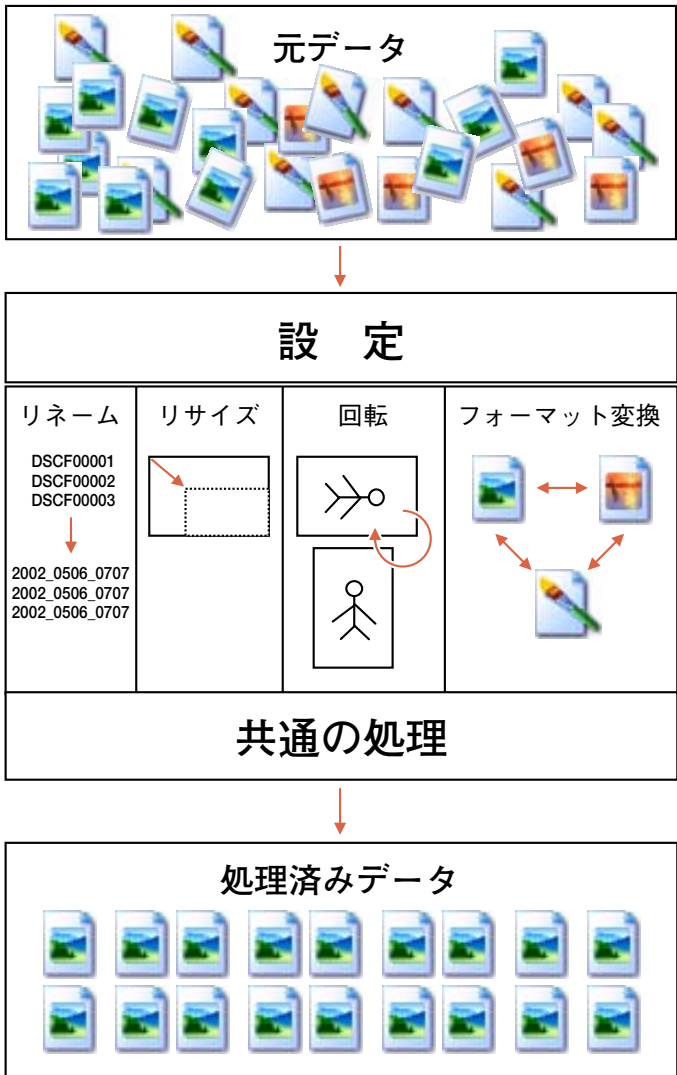 元データ
設　定
リネーム
DSCF00001
DSCF00002
DSCF00003
2002_0506_0707
2002_0506_0707
2002_0506_0707
リサイズ
回転
フォーマット変換
共通の処理
処理済みデータ